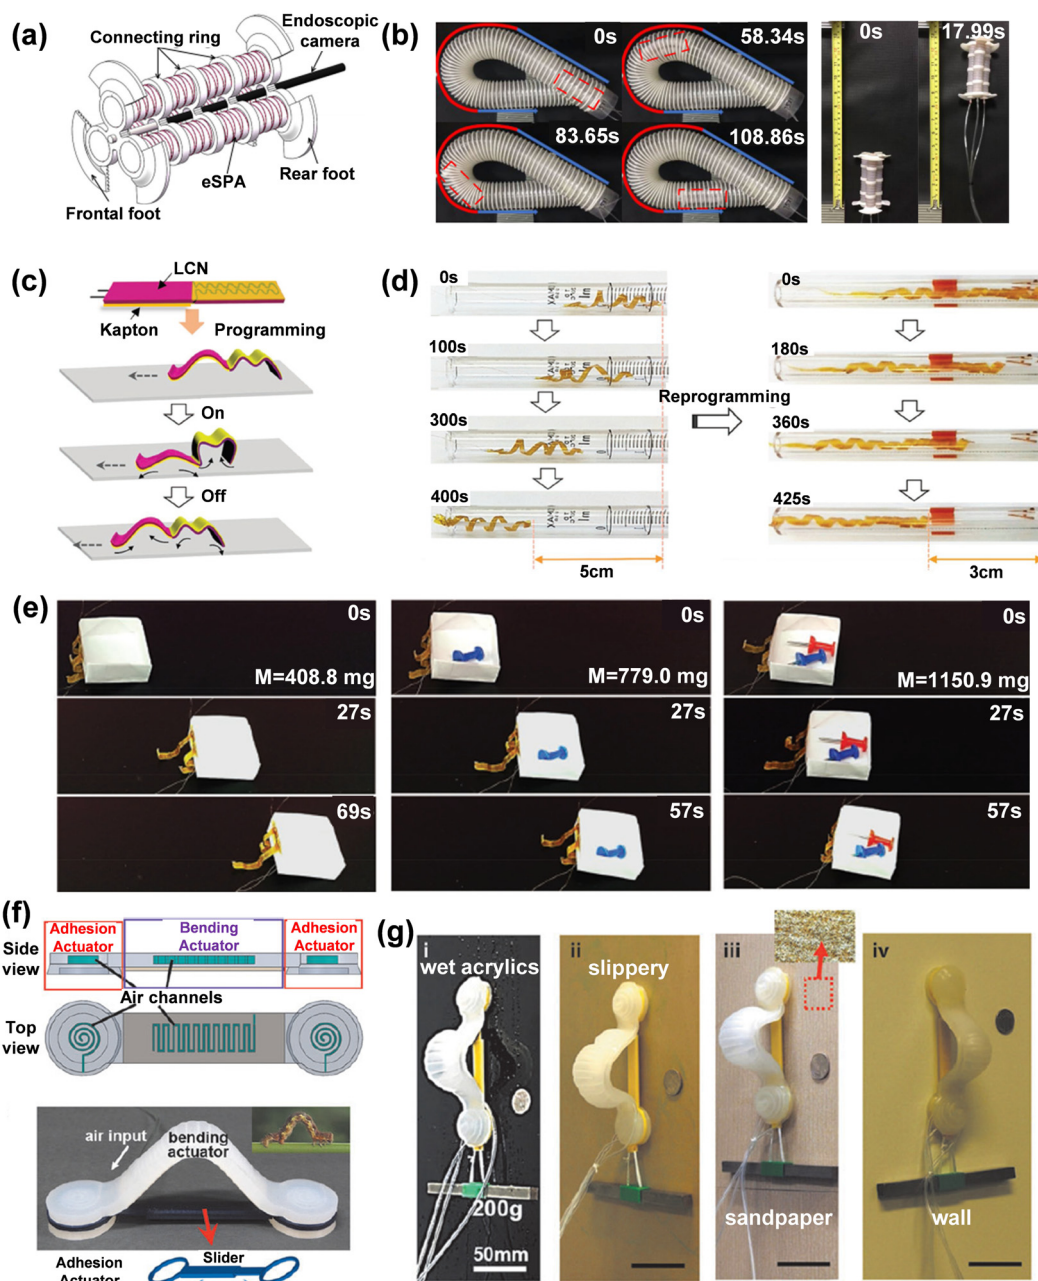 (a)
Connecting ring
Endoscopic
camera
eSPA
Rear foot
Frontal foot
(b)
0s
58.34s
83.65s
108.86s
0s
17.99s
(c)
LCN
Kapton
Programming
On
Off
(d)
0s
100s
300s
400s
5cm
Reprogramming
0s
180s
360s
425s
3cm
(e)
0s
M=408.8 mg
0s
M=779.0 mg
0s
M=1150.9 mg
27s
27s
27s
69s
57s
57s
(f)
Adhesion
Actuator
Bending
Actuator
Adhesion
Actuator
Side
view
Air channels
Top
view
air input
bending
actuator
Slider
Adhesion
Actuator
(g)
i
wet acrylics
200g
50mm
ii
slippery
iii
sandpaper
iv
wall